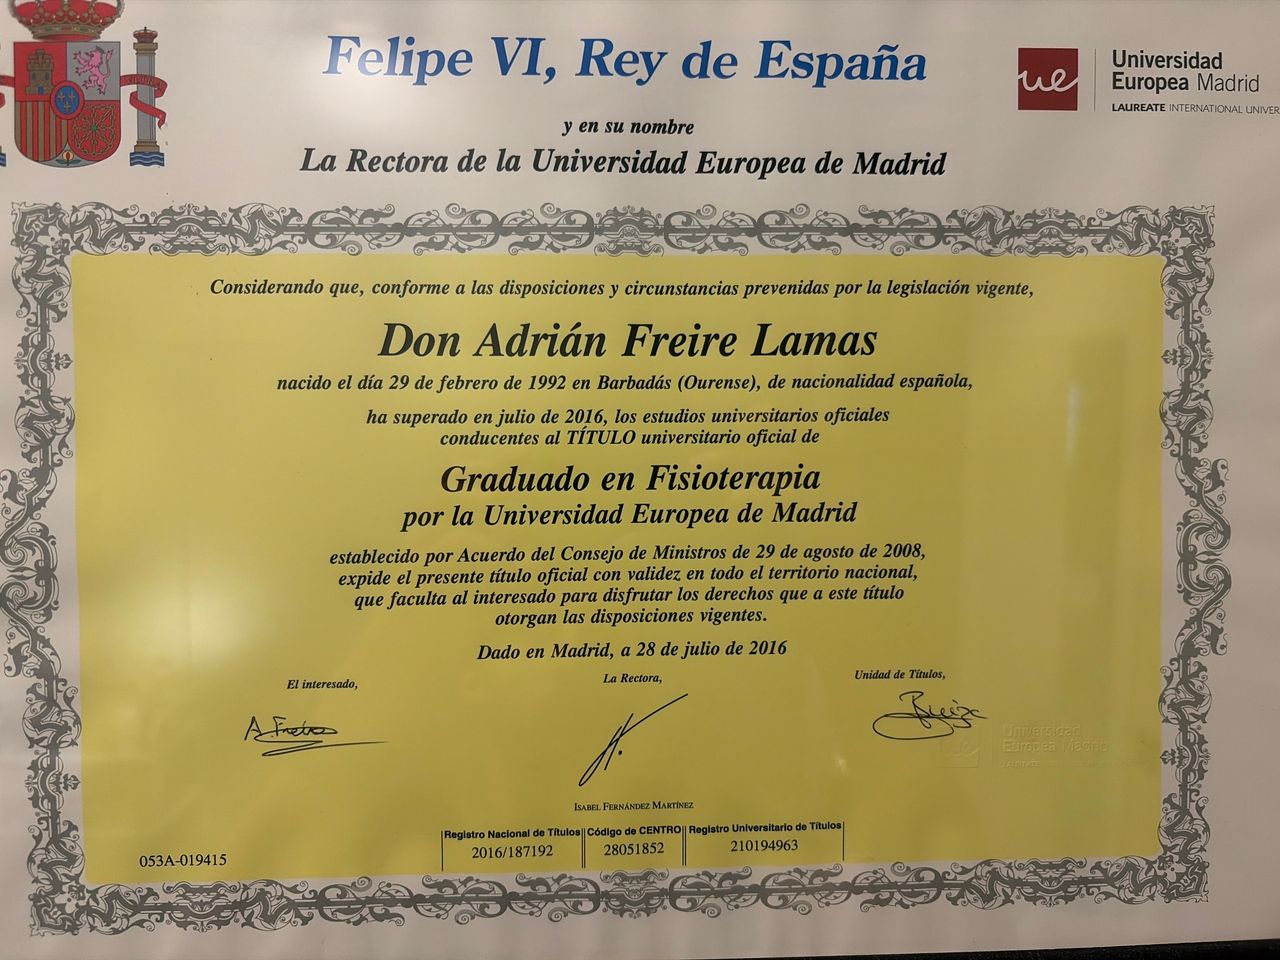 Felipe VI, Rey de España
Universidad
Europea Madrid
LAUREATE INTERNATIONAL UNIVER
ue
y en su nombre
La Rectora de la Universidad Europea de Madrid
Considerando que, conforme a las disposiciones y circunstancias prevenidas por la legislación vigente,
Don Adrián Freire Lamas
nacido el día 29 de febrero de 1992 en Barbadás (Ourense), de nacionalidad española,
ha superado en julio de 2016, los estudios universitarios oficiales
conducentes al TÍTULO universitario oficial de
Graduado en Fisioterapia
por la Universidad Europea de Madrid
establecido por Acuerdo del Consejo de Ministros de 29 de agosto de 2008,
expide el presente título oficial con validez en todo el territorio nacional,
que faculta al interesado para disfrutar los derechos que a este título
otorgan las disposiciones vigentes.
Dado en Madrid, a 28 de julio de 2016
El interesado,
La Rectora,
Unidad de Títulos,
A. Freire
Universidad
Europea Madrid
ISABEL FERNÁNDEZ MARTÍNEZ
Registro Nacional de Títulos Código de CENTRO Registro Universitario de Títulos
2016/187192 28051852 210194963
053A-019415